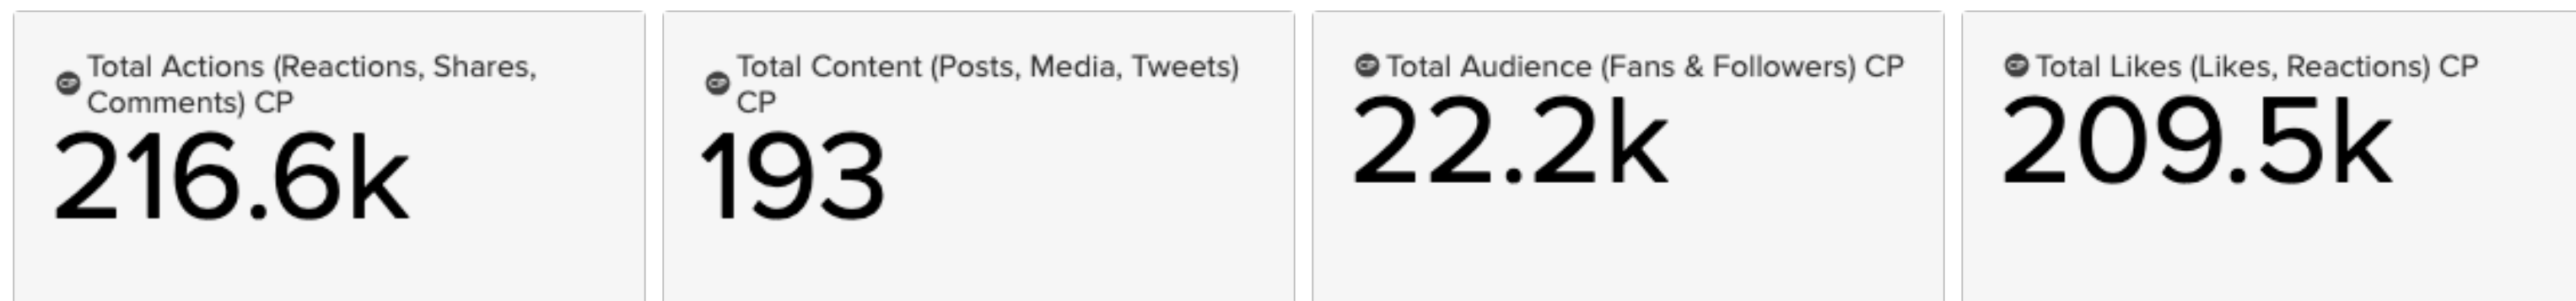 Total Actions (Reactions, Shares,
Comments) CP
216.6k
Total Content (Posts, Media, Tweets)
CP
193
Total Audience (Fans & Followers) CP
22.2k
Total Likes (Likes, Reactions) CP
209.5k